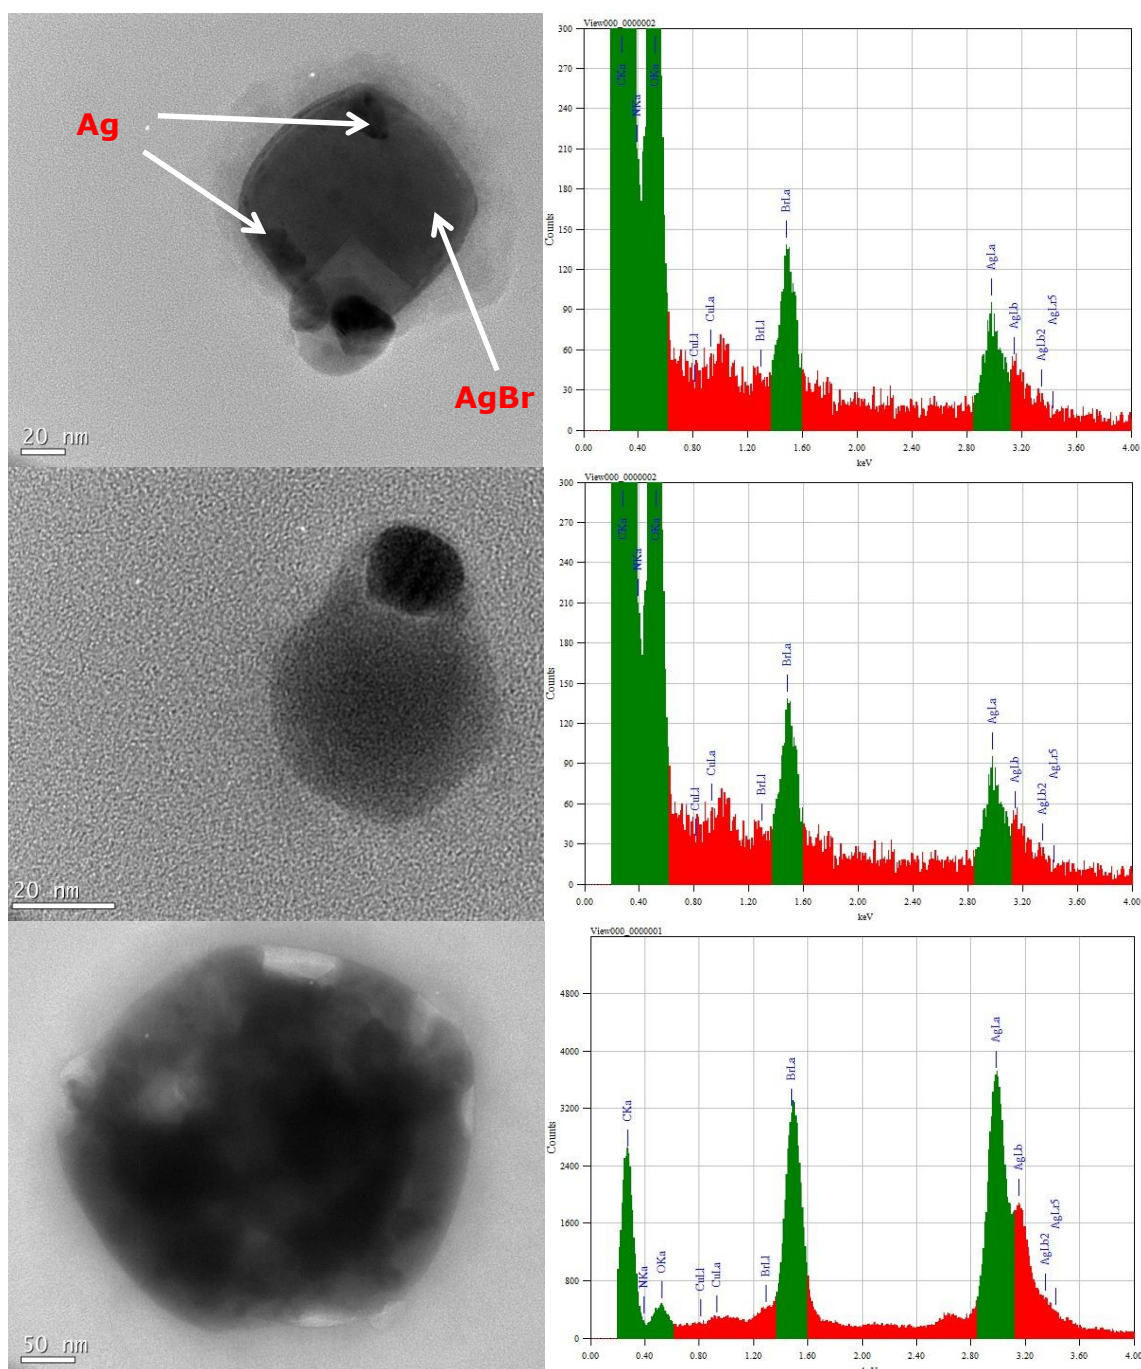 Ag
AgBr
20 nm
View000_0000002
300
270
240
210
180
150
120
90
60
30
0
Counts
CKa
NKa
OKa
CuLl
CuLa
BrLl
BrLa
AgLa
AgLb
AgLb2
AgLr5
0.00 0.40 0.80 1.20 1.60 2.00 2.40 2.80 3.20 3.60 4.00
keV
20 nm
View000_0000002
300
270
240
210
180
150
120
90
60
30
0
Counts
CKa
NKa
OKa
CuLl
CuLa
BrLl
BrLa
AgLa
AgLb
AgLb2
AgLr5
0.00 0.40 0.80 1.20 1.60 2.00 2.40 2.80 3.20 3.60 4.00
keV
50 nm
View000_0000001
4800
4000
3200
2400
1600
800
0
Counts
CKa
NKa
OKa
CuLl
CuLa
BrLl
BrLa
AgLa
AgLb
AgLb2
AgLr5
0.00 0.40 0.80 1.20 1.60 2.00 2.40 2.80 3.20 3.60 4.00